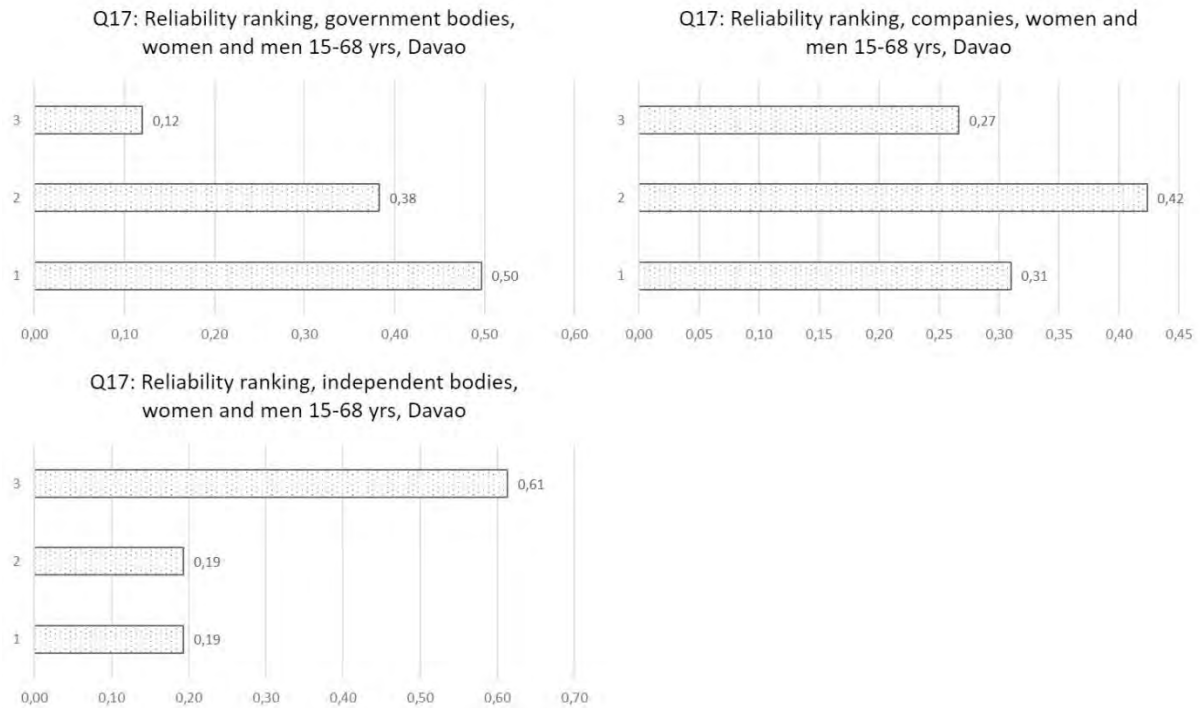 Q17: Reliability ranking, government bodies,
women and men 15-68 yrs, Davao
3
0,12
2
0,38
1
0,50
0,00 0,10 0,20 0,30 0,40 0,50 0,60
Q17: Reliability ranking, companies, women and
men 15-68 yrs, Davao
3
0,27
2
0,42
1
0,31
0,00 0,05 0,10 0,15 0,20 0,25 0,30 0,35 0,40 0,45
Q17: Reliability ranking, independent bodies,
women and men 15-68 yrs, Davao
3
0,61
2
0,19
1
0,19
0,00 0,10 0,20 0,30 0,40 0,50 0,60 0,70